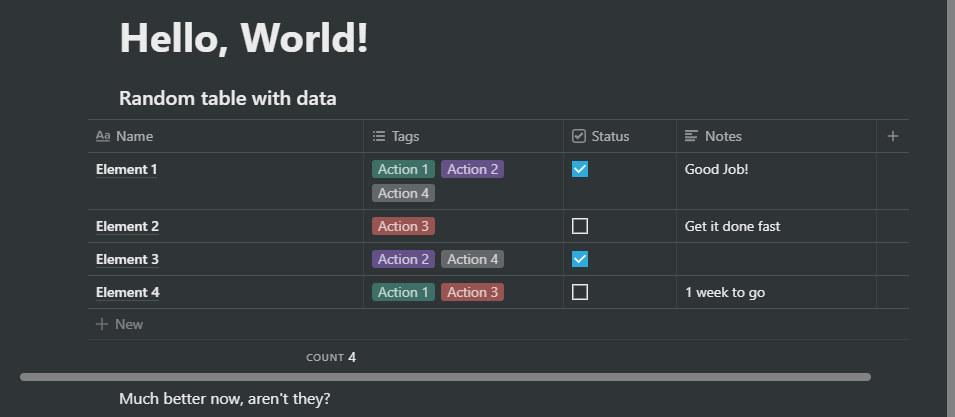 Hello, World!
Random table with data
Aa Name Tags Status Notes +
Element 1 Action 1 Action 2 Good Job!
Action 4
Element 2 Action 3 Get it done fast
Element 3 Action 2 Action 4
Element 4 Action 1 Action 3 1 week to go
+ New
COUNT 4
Much better now, aren't they?